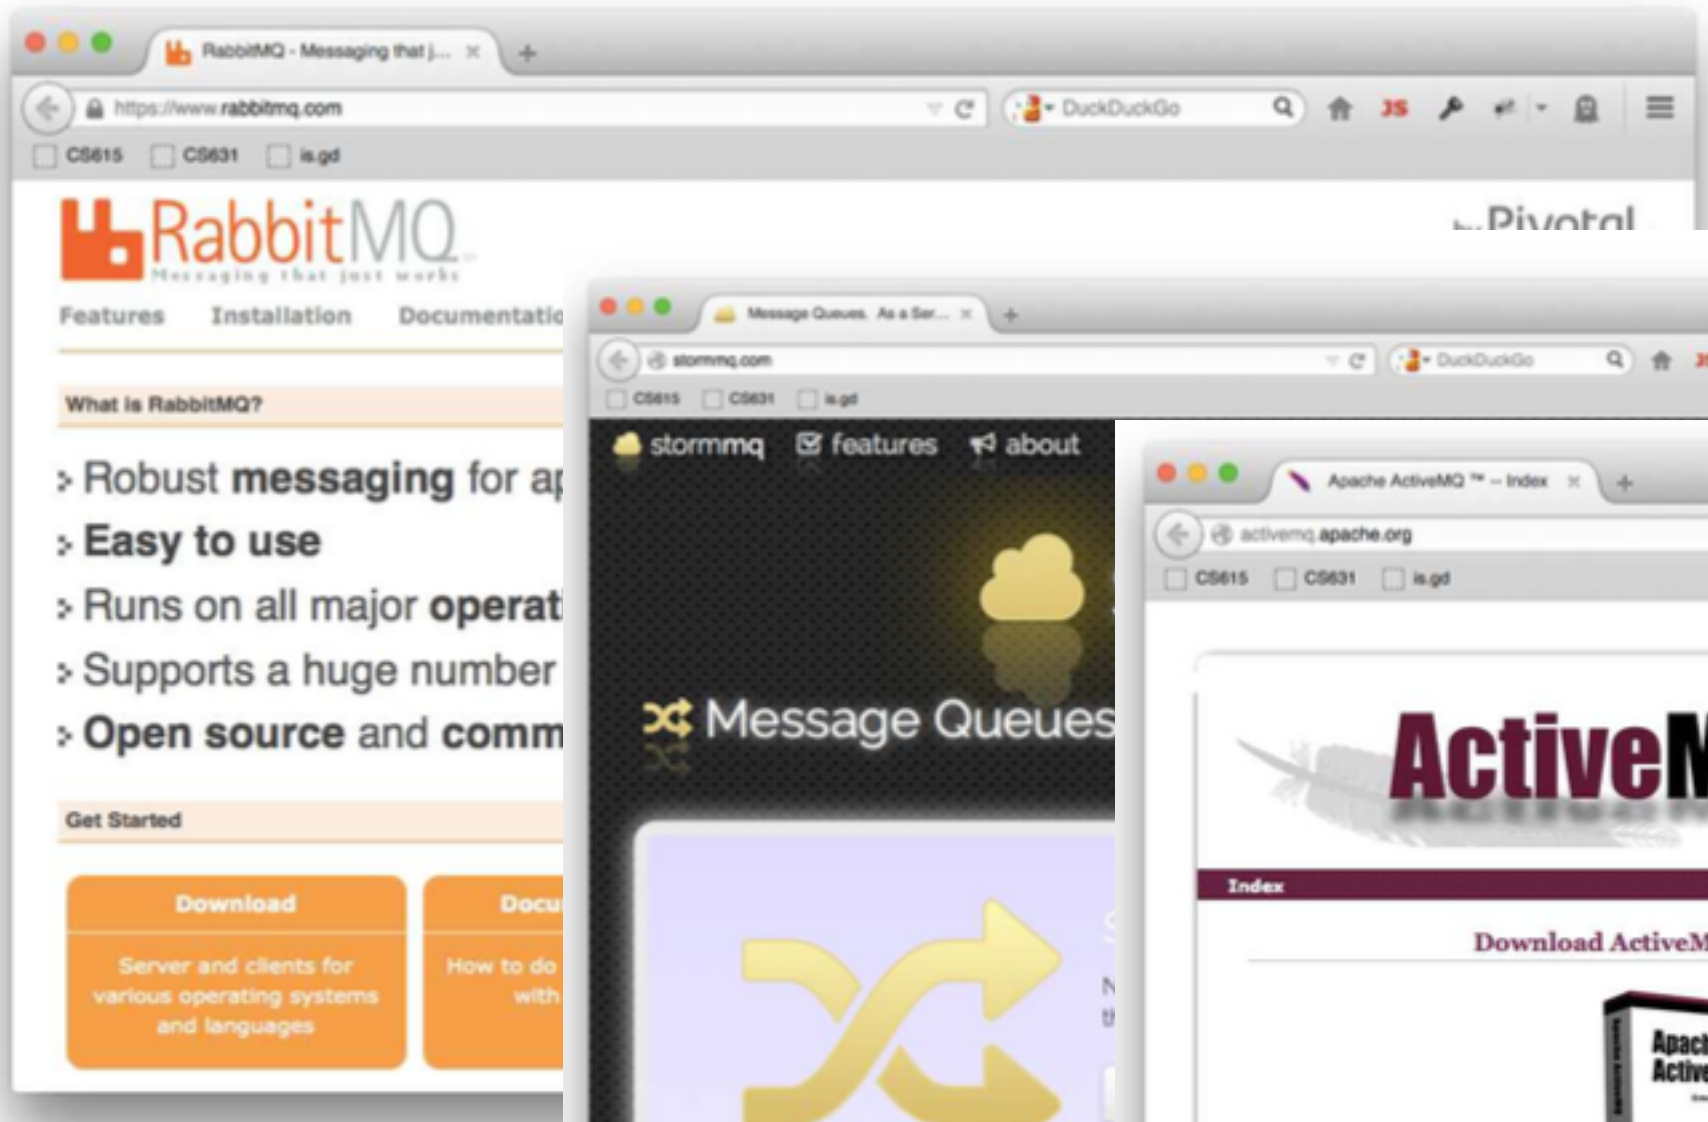 RabbitMQ - Messaging that j...
https://www.rabbitmq.com
DuckDuckGo
JS
CS615
CS631
is.gd
RabbitMQ
Messaging that just works
by Pivotal
Features
Installation
Documentatio
What is RabbitMQ?
Robust messaging for ap
Easy to use
Runs on all major operati
Supports a huge number
Open source and comm
Get Started
Download
Server and clients for
various operating systems
and languages
Docu
How to do
with
Message Queues. As a Ser...
stormmq.com
DuckDuckGo
JS
CS615
CS631
is.gd
stormmq
features
about
Message Queues
Apache ActiveMQ ™ -- Index
activemq.apache.org
CS615
CS631
is.gd
ActiveM
Index
Download ActiveM
Apach
Active